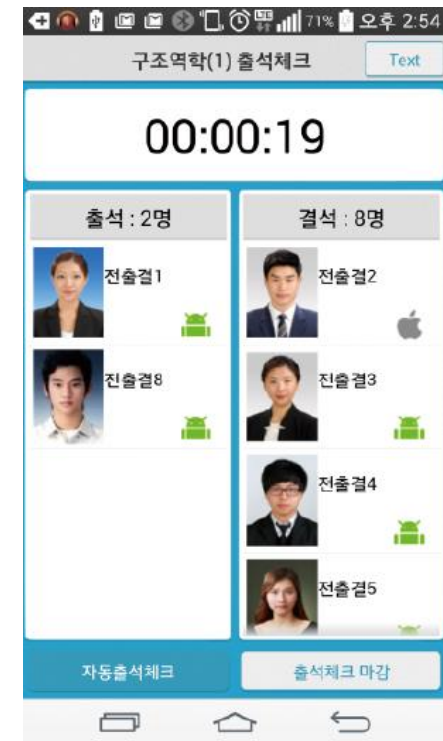 71% 오후 2:54
구조역학(1) 출석체크
Text
00:00:19
출석 : 2명
전출결1
진출결8
결석 : 8명
전출결2
진출결3
전출결4
전출결5
자동출석체크
출석체크 마감